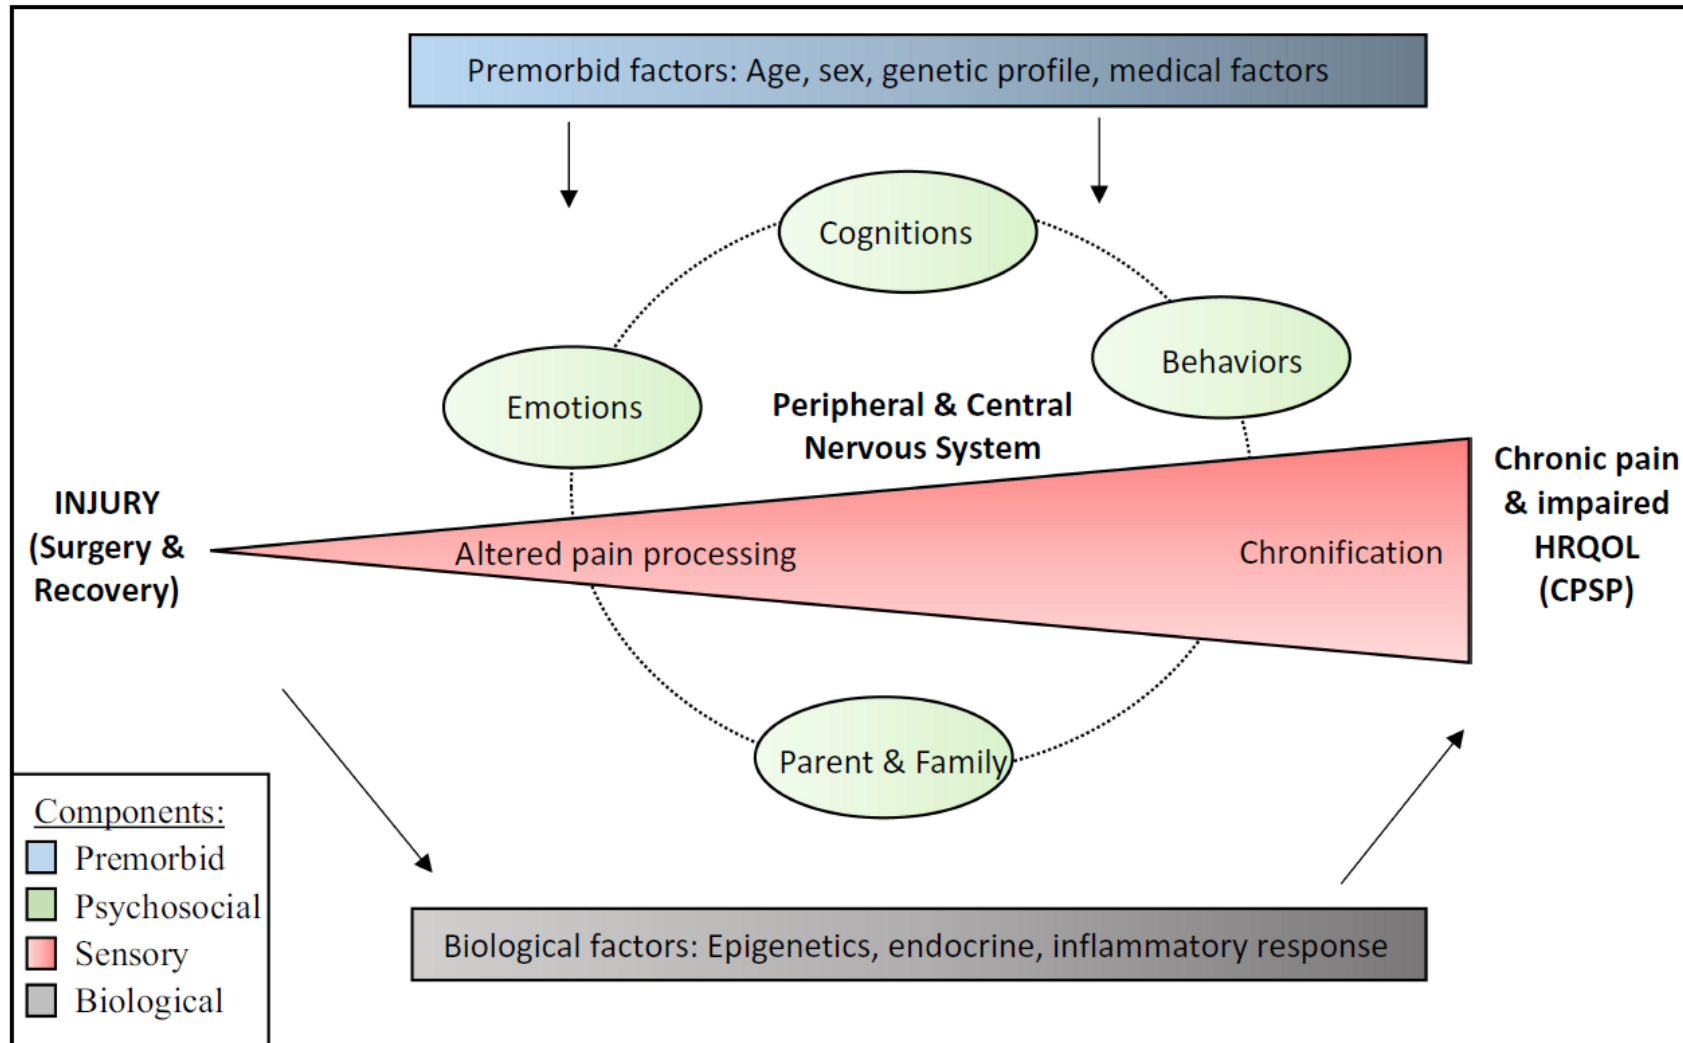 Premorbid factors: Age, sex, genetic profile, medical factors
Cognitions
Behaviors
Emotions
Peripheral & Central
Nervous System
INJURY
(Surgery &
Recovery)
Altered pain processing
Chronification
Chronic pain
& impaired
HRQOL
(CPSP)
Parent & Family
Components:
Premorbid
Psychosocial
Sensory
Biological
Biological factors: Epigenetics, endocrine, inflammatory response